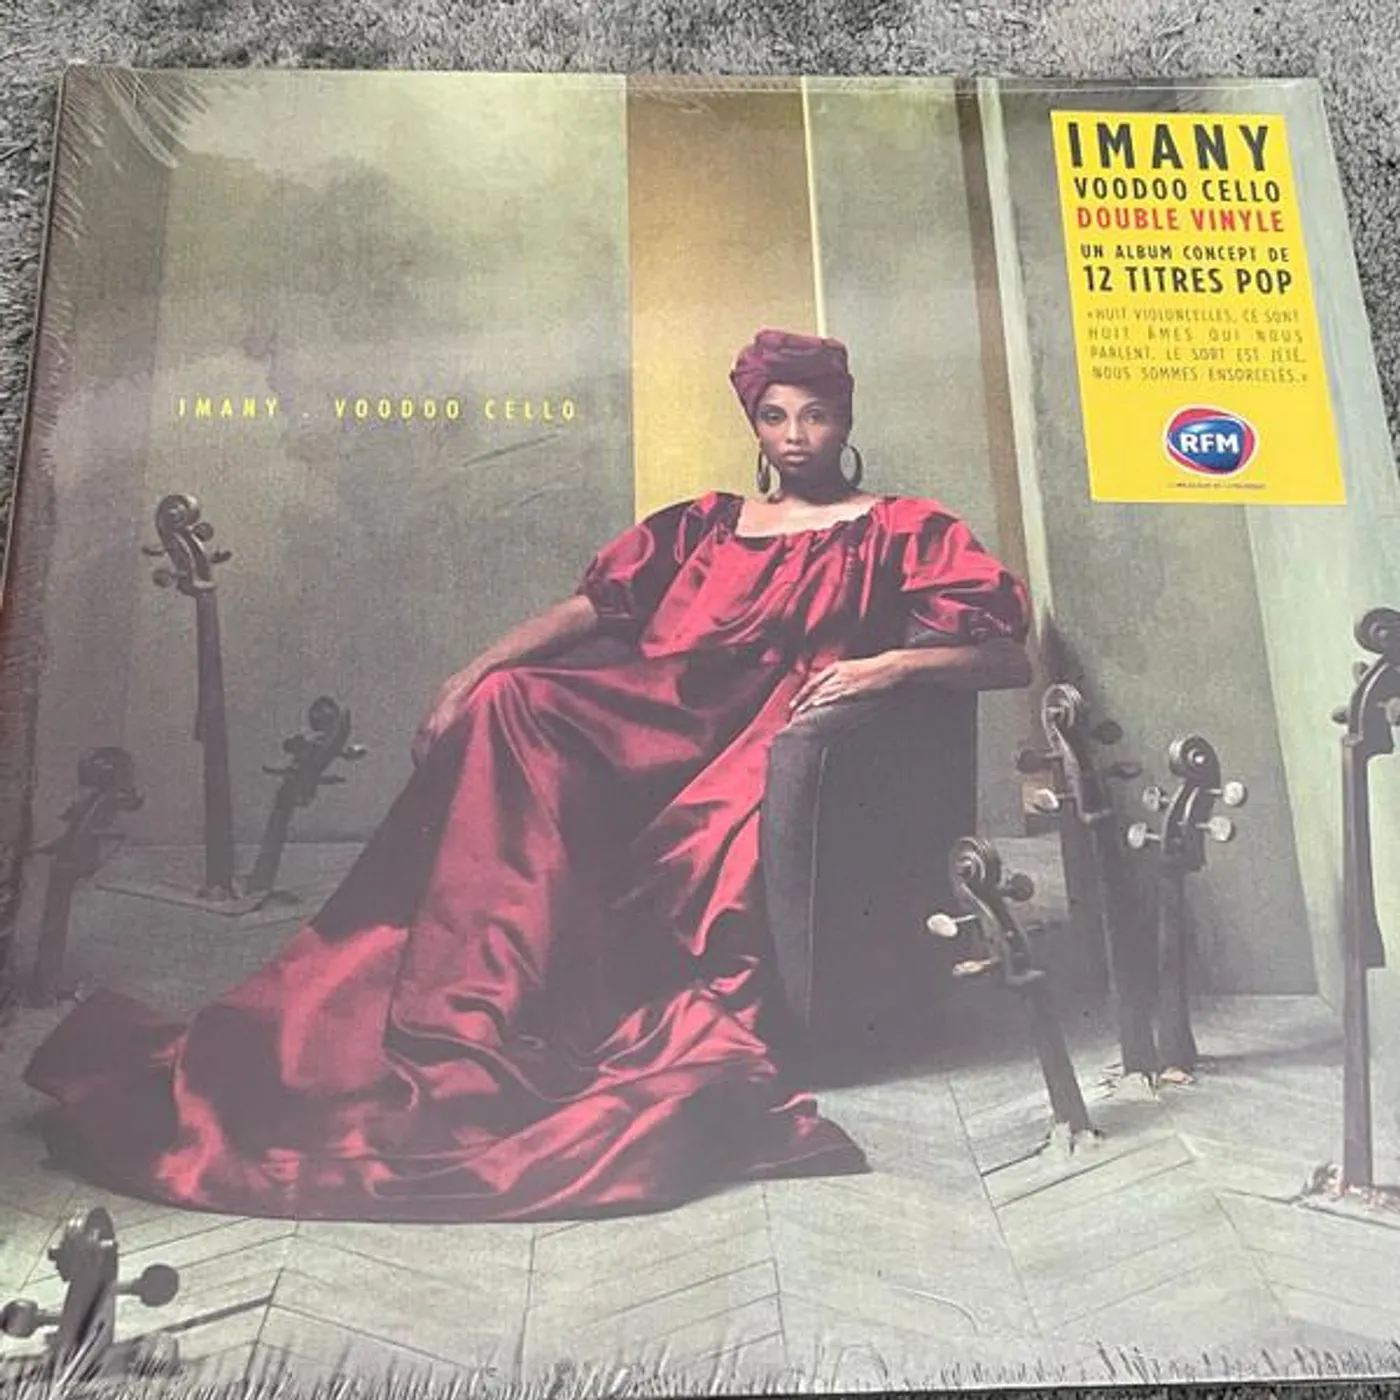 IMANY
VOODOO CELLO
DOUBLE VINYLE
UN ALBUM CONCEPT DE
12 TITRES POP
«HUIT VIOLONCELLES, CE SONT
HUIT ÂMES QUI NOUS
PARLENT. LE SORT EST JETÉ,
NOUS SOMMES ENSORCELÉS.»
RFM
IMANY . VOODOO CELLO